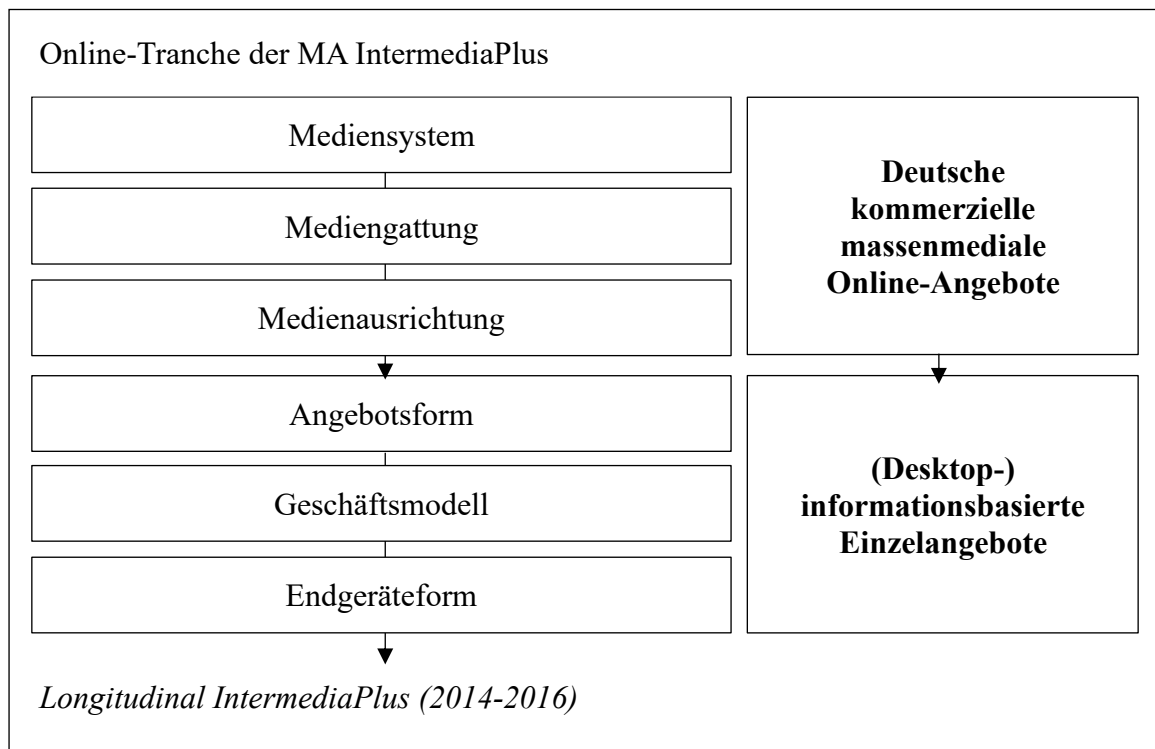 Online-Tranche der MA IntermediaPlus
Mediensystem
Mediengattung
Medienausrichtung
Deutsche
kommerzielle
massenmediale
Online-Angebote
Angebotsform
Geschäftsmodell
Endgeräteform
(Desktop-)
informationsbasierte
Einzelangebote
Longitudinal IntermediaPlus (2014-2016)